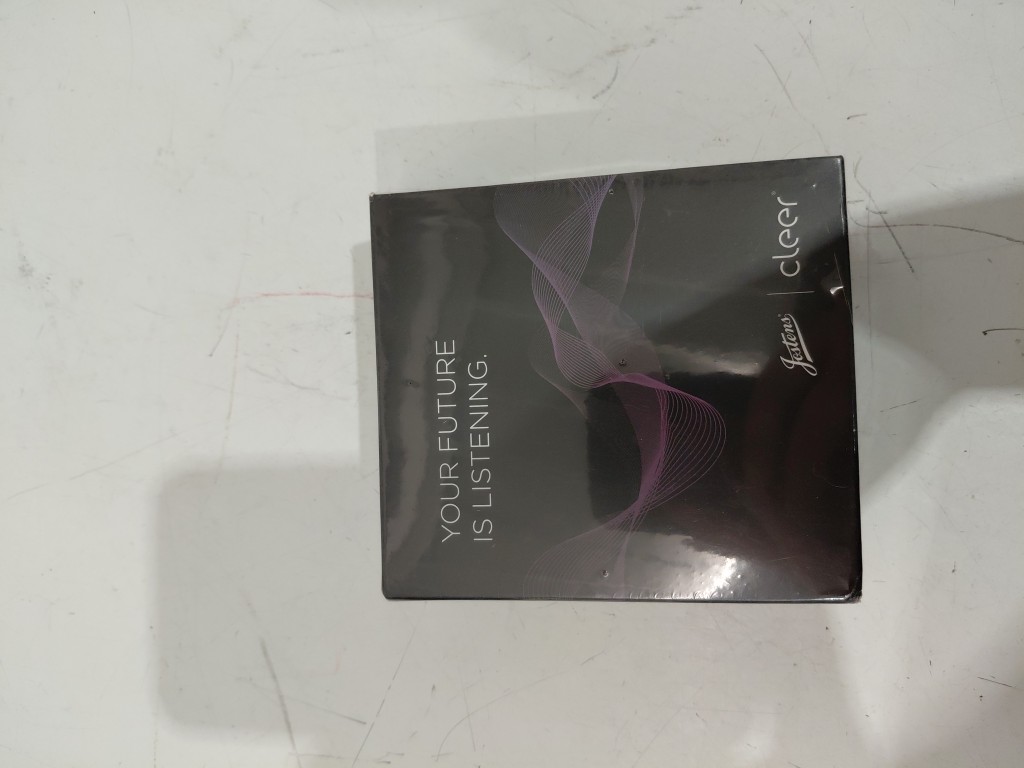 YOUR FUTURE
IS LISTENING.
Jostens | cleer